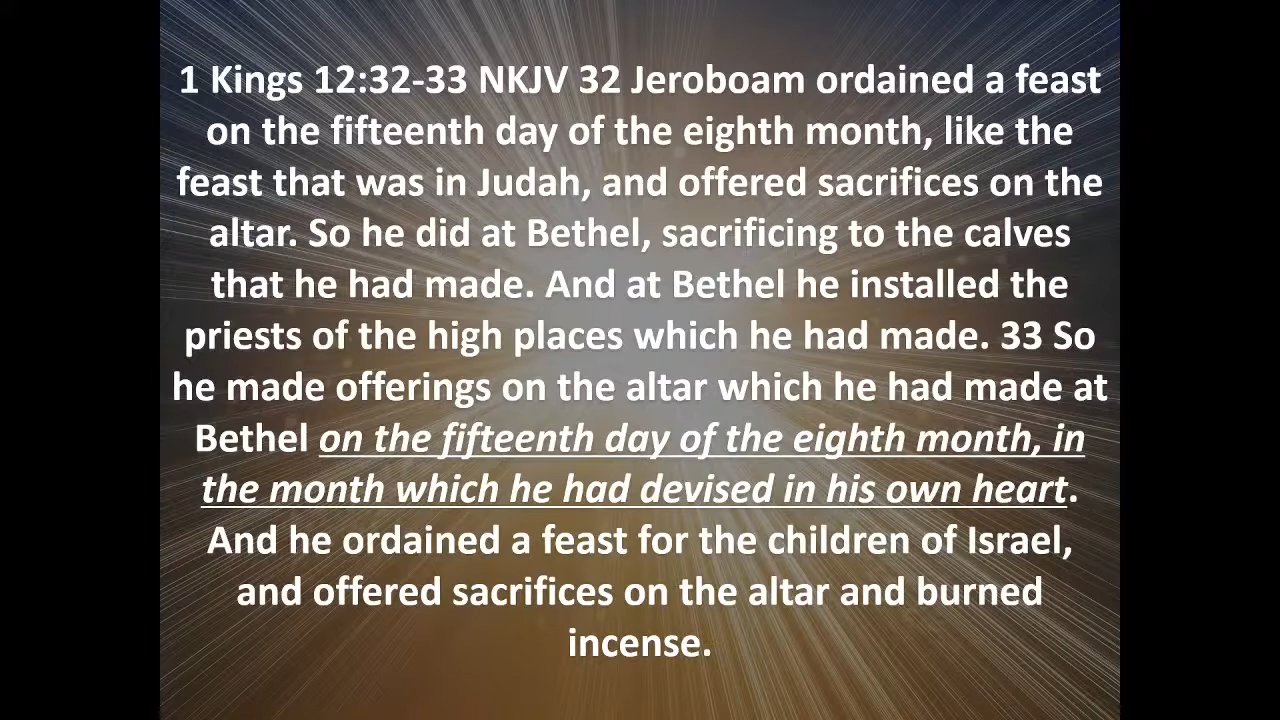 1 Kings 12:32-33 NKJV 32 Jeroboam ordained a feast
on the fifteenth day of the eighth month, like the
feast that was in Judah, and offered sacrifices on the
altar. So he did at Bethel, sacrificing to the calves
that he had made. And at Bethel he installed the
priests of the high places which he had made. 33 So
he made offerings on the altar which he had made at
Bethel on the fifteenth day of the eighth month, in
the month which he had devised in his own heart.
And he ordained a feast for the children of Israel,
and offered sacrifices on the altar and burned
incense.